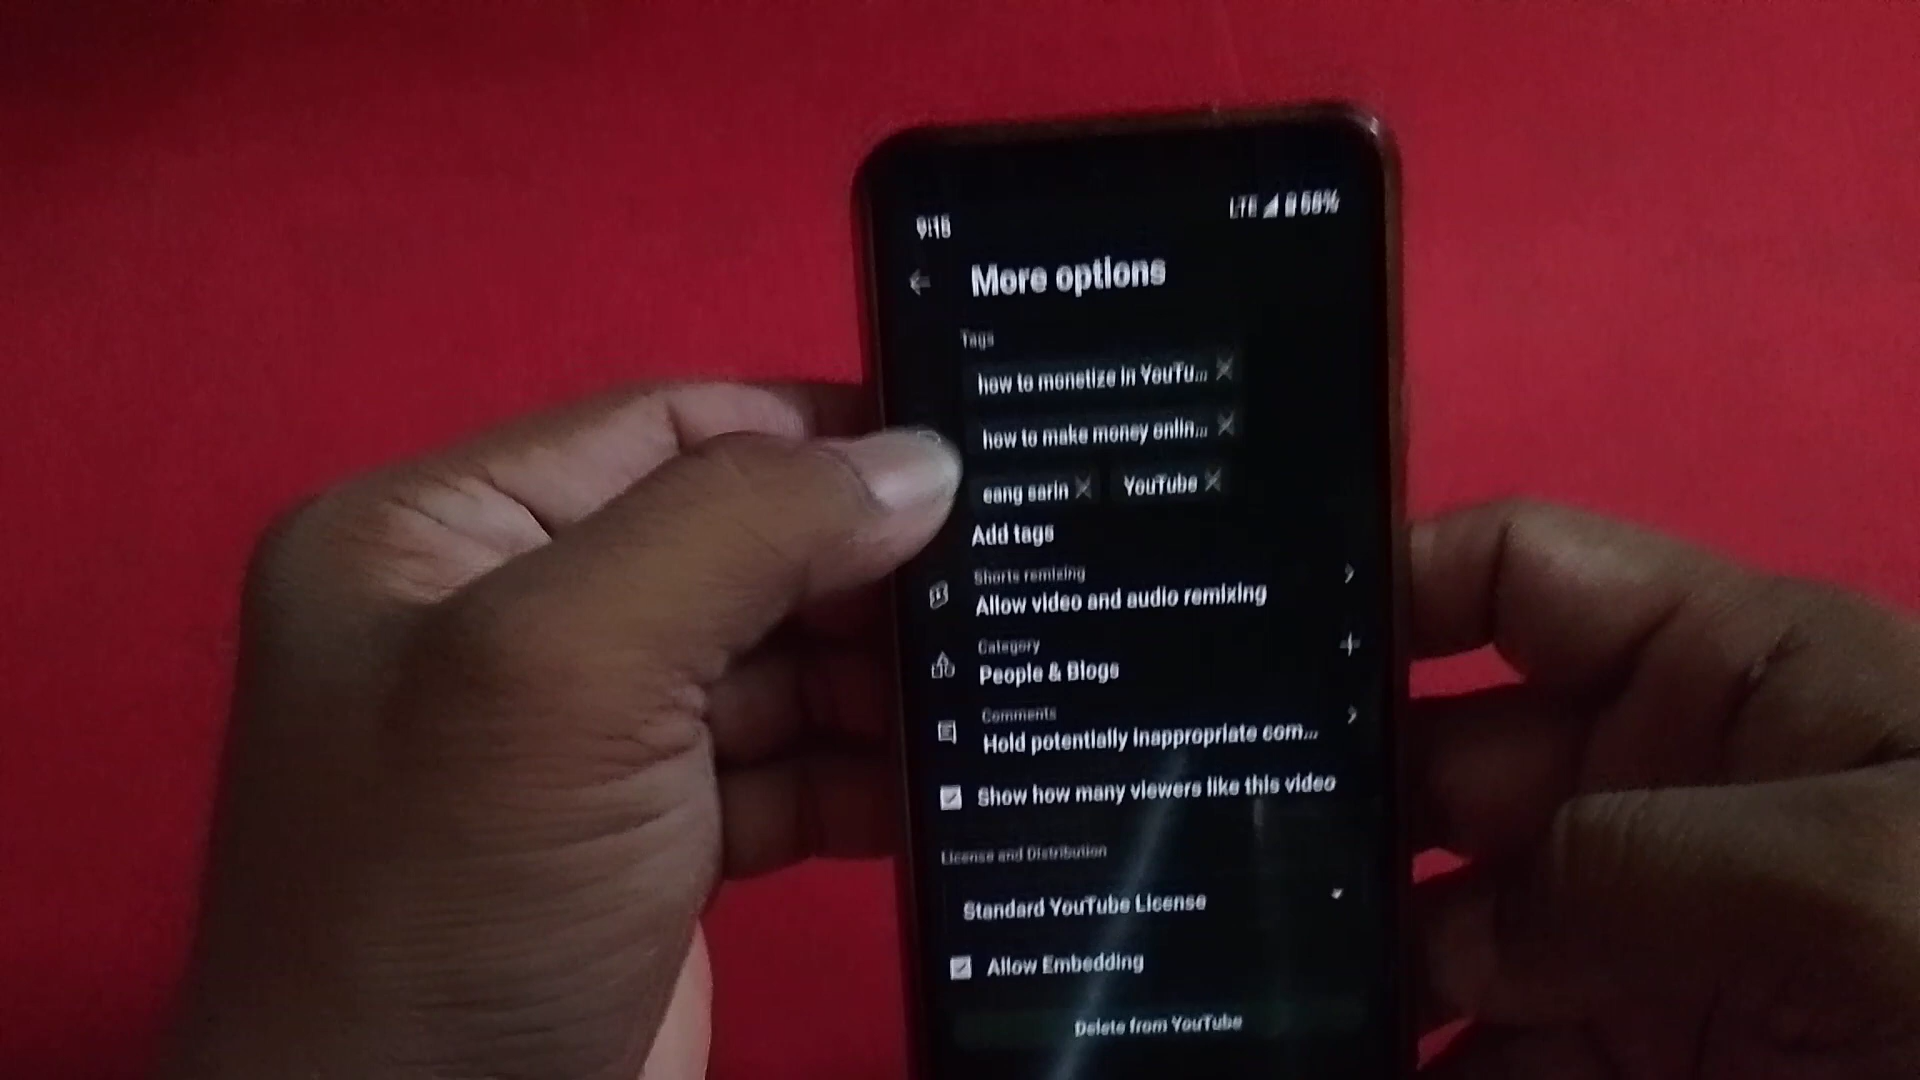 9:15 LTE 58%
More options
Tags
how to monetize in YouTu...
how to make money onlin...
eang sarin YouTube
Add tags
Shorts remixing
Allow video and audio remixing
Category
People & Blogs
Comments
Hold potentially inappropriate com...
Show how many viewers like this video
License and Distribution
Standard YouTube License
Allow Embedding
Delete from YouTube